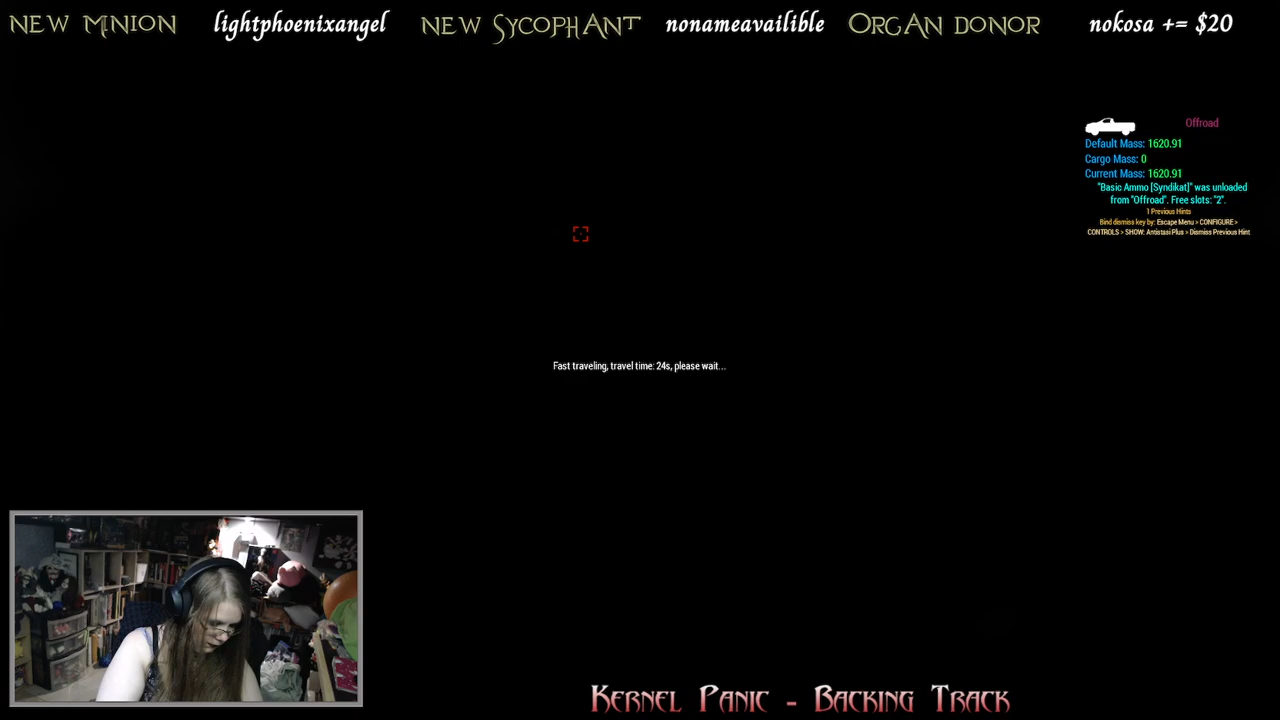 NEW MINION lightphoenixangel NEW SYCOPHANT nonameavailible ORGAN DONOR nokosa += $20
Offroad
Default Mass: 1620.91
Cargo Mass: 0
Current Mass: 1620.91
"Basic Ammo [Syndikat]" was unloaded
from "Offroad". Free slots: "2".
1 Previous Hints
Bind dismiss key by: Escape Menu > CONFIGURE >
CONTROLS > SHOW: Antistasi Plus > Dismiss Previous Hint
Fast traveling, travel time: 24s, please wait...
KERNEL PANIC - BACKING TRACK